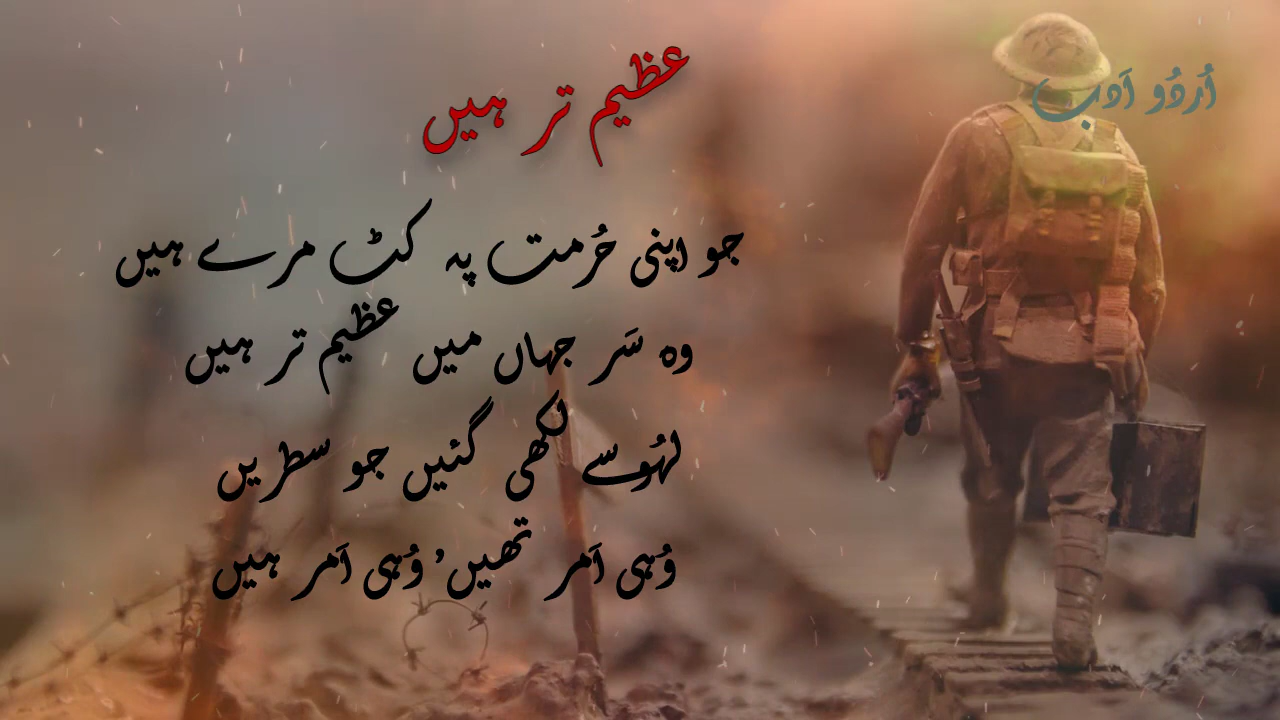 اُردُو اَدب
عظیم تر ہیں
جو اپنی حُرمت پہ کٹ مرے ہیں
وہ سَر جہاں میں عظیم تر ہیں
لہُوسے لکھی گئیں جو سطریں
وُہی اَمر تھیں' وُہی اَمر ہیں